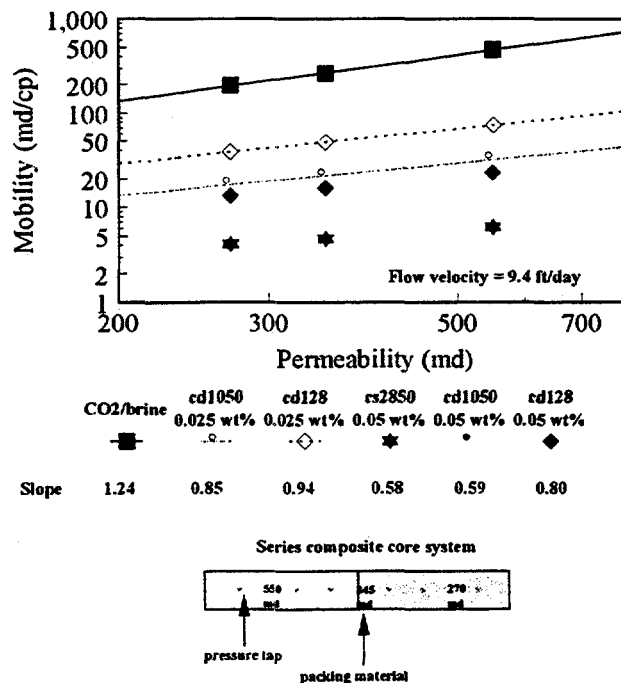 1,000
500
200
100
50
20
10
5
2
1
Mobility (md/cp)
Flow velocity = 9.4 ft/day
200 300 500 700
Permeability (md)
CO2/brine cd1050 0.025 wt% cd128 0.025 wt% cs2850 0.05 wt% cd1050 0.05 wt% cd128 0.05 wt%
Slope 1.24 0.85 0.94 0.58 0.59 0.80
Series composite core system
550 md 345 md 270 md
pressure tap
packing material